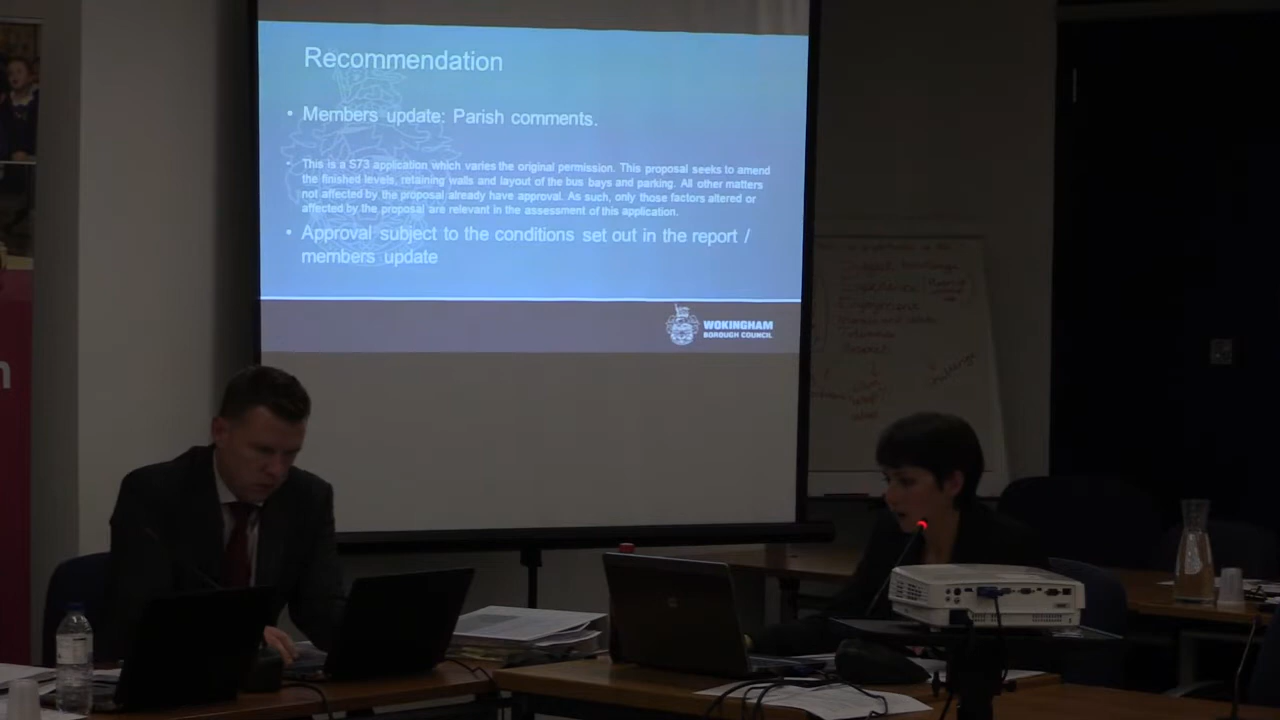 Recommendation
• Members update: Parish comments.
• This is a S73 application which varies the original permission. This proposal seeks to amend
the finished levels, retaining walls and layout of the bus bays and parking. All other matters
not affected by the proposal already have approval. As such, only those factors altered or
affected by the proposal are relevant in the assessment of this application.
• Approval subject to the conditions set out in the report /
members update
WOKINGHAM
BOROUGH COUNCIL
n